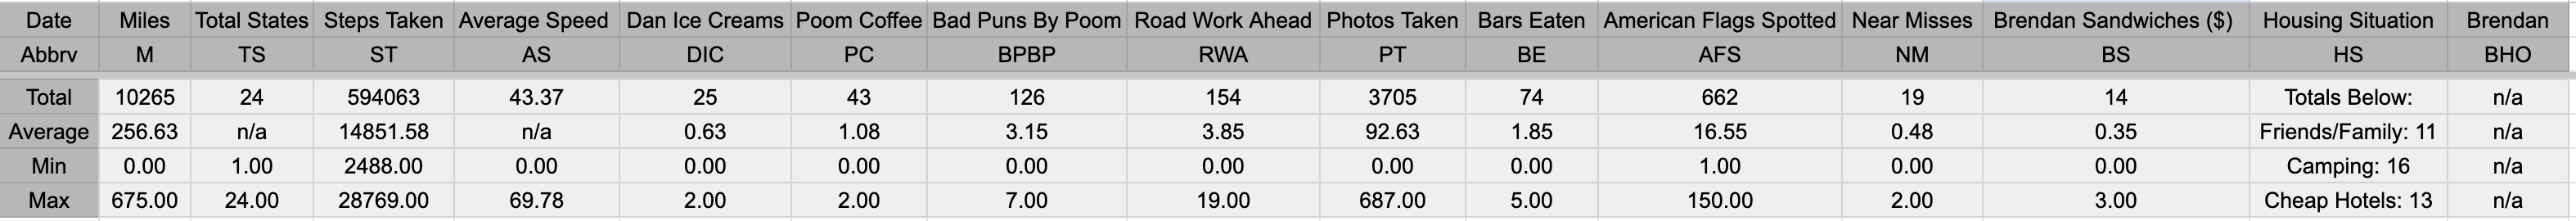 Date Miles Total States Steps Taken Average Speed Dan Ice Creams Poom Coffee Bad Puns By Poom Road Work Ahead Photos Taken Bars Eaten American Flags Spotted Near Misses Brendan Sandwiches ($) Housing Situation Brendan
Abbrv M TS ST AS DIC PC BPBP RWA PT BE AFS NM BS HS BHO
Total 10265 24 594063 43.37 25 43 126 154 3705 74 662 19 14 Totals Below: n/a
Average 256.63 n/a 14851.58 n/a 0.63 1.08 3.15 3.85 92.63 1.85 16.55 0.48 0.35 Friends/Family: 11 n/a
Min 0.00 1.00 2488.00 0.00 0.00 0.00 0.00 0.00 0.00 0.00 1.00 0.00 0.00 Camping: 16 n/a
Max 675.00 24.00 28769.00 69.78 2.00 2.00 7.00 19.00 687.00 5.00 150.00 2.00 3.00 Cheap Hotels: 13 n/a